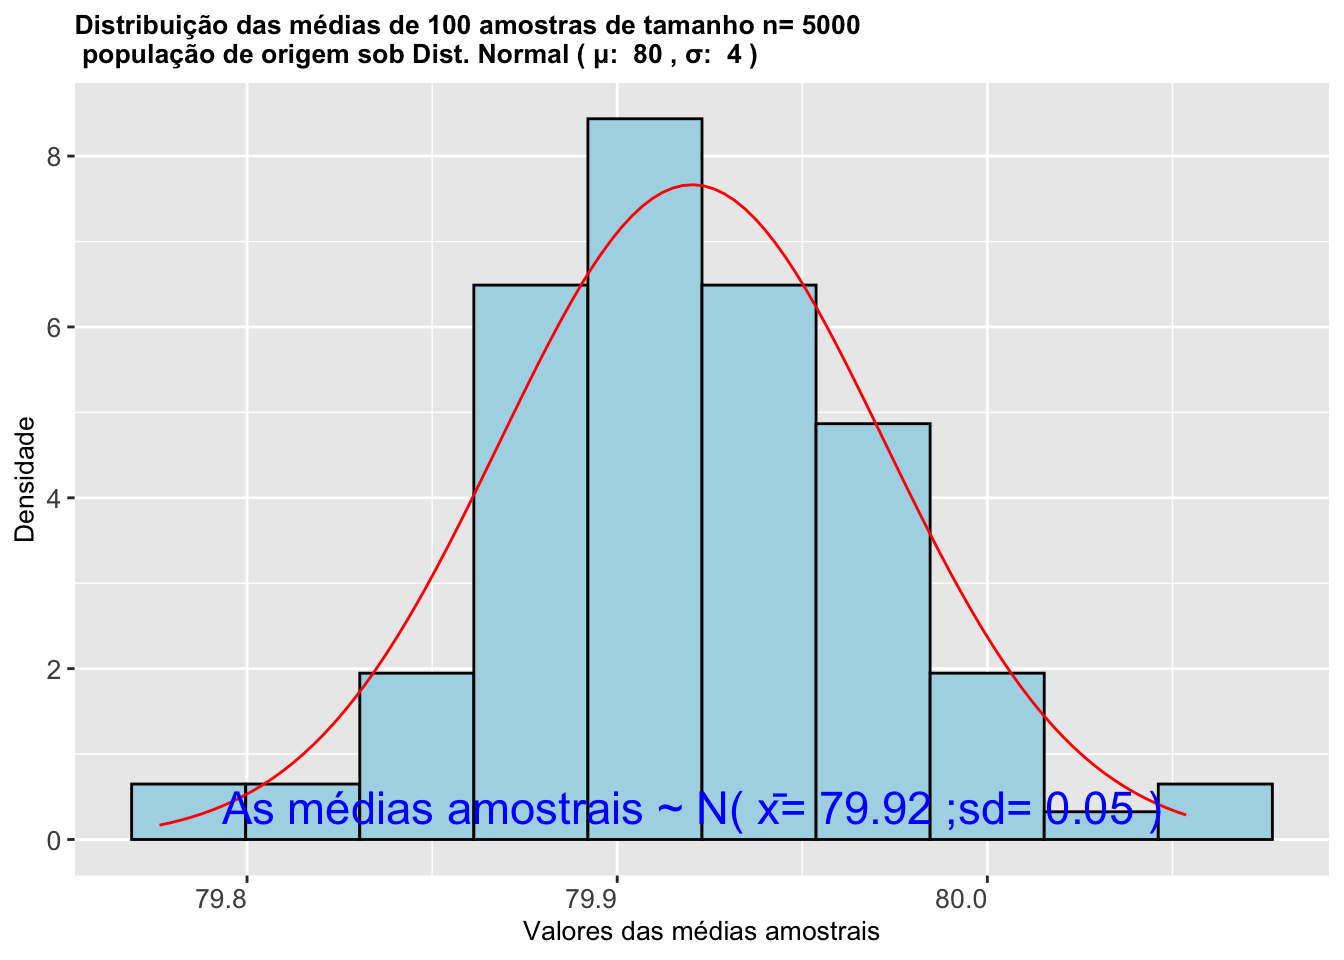 Distribuição das médias de 100 amostras de tamanho n= 5000
população de origem sob Dist. Normal ( μ:  80 , σ:  4 )
Densidade
8
6
4
2
0
As médias amostrais ~ N( x̄= 79.92 ;sd= 0.05 )
79.8
79.9
80.0
Valores das médias amostrais